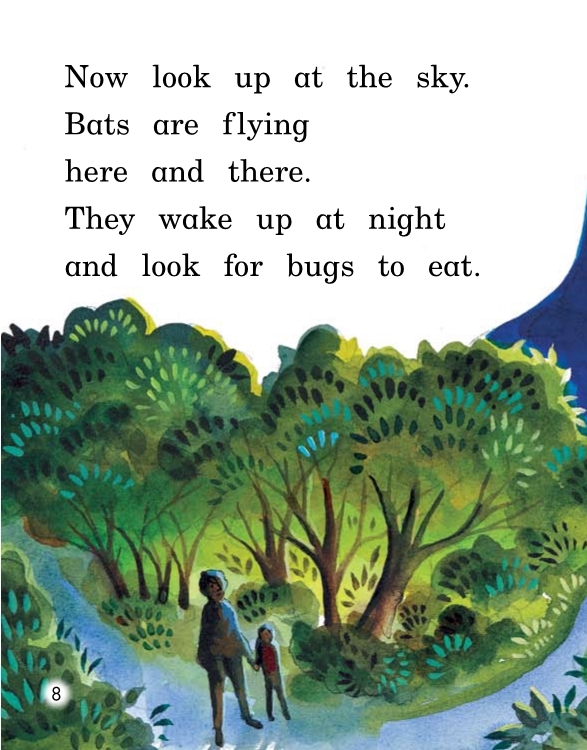 Now look up at the sky.
Bats are flying
here and there.
They wake up at night
and look for bugs to eat.
8